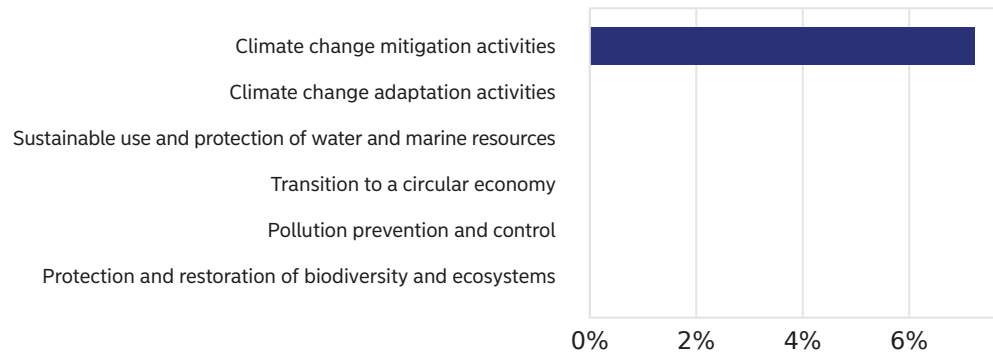 Climate change mitigation activities
Climate change adaptation activities
Sustainable use and protection of water and marine resources
Transition to a circular economy
Pollution prevention and control
Protection and restoration of biodiversity and ecosystems
0% 2% 4% 6%